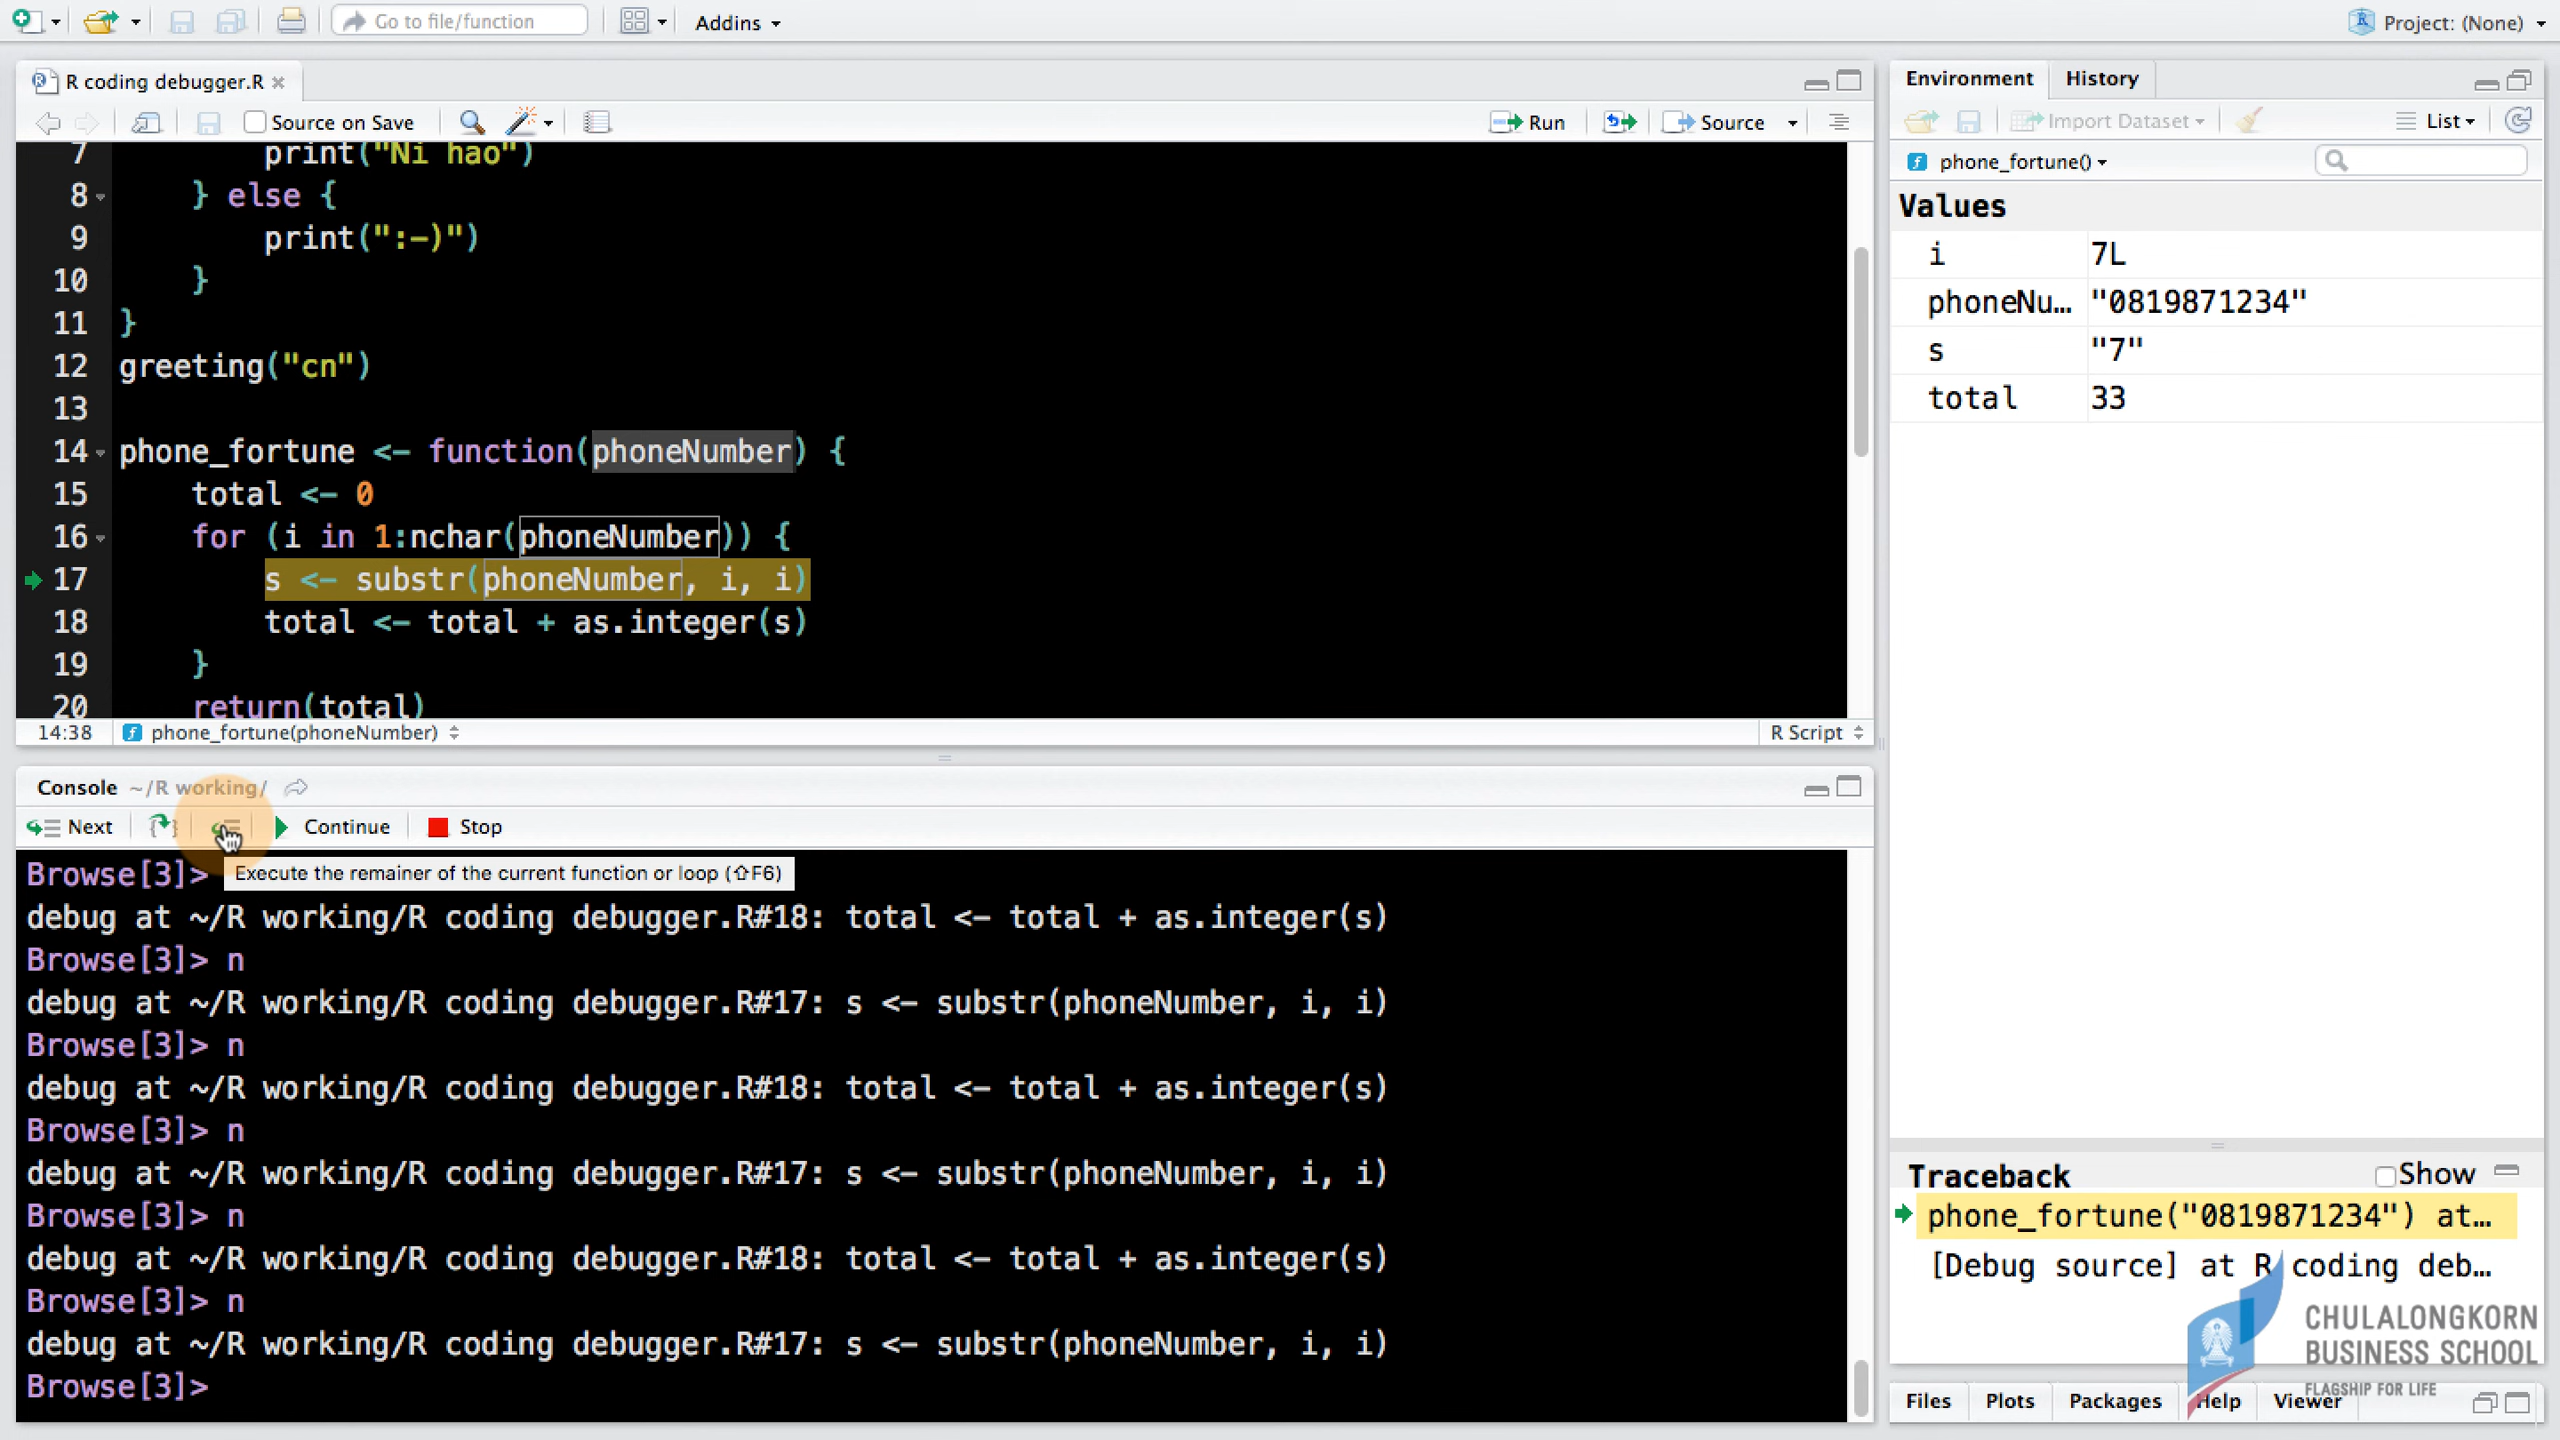 Go to file/function
Addins
Project: (None)
R coding debugger.R
Source on Save
Run
Source
7 print("Ni hao")
8 } else {
9 print(":-)")
10 }
11 }
12 greeting("cn")
13
14 phone_fortune <- function(phoneNumber) {
15 total <- 0
16 for (i in 1:nchar(phoneNumber)) {
17 s <- substr(phoneNumber, i, i)
18 total <- total + as.integer(s)
19 }
20 return(total)
14:38 phone_fortune(phoneNumber) R Script
Console ~/R working/
Next Continue Stop
Execute the remainer of the current function or loop (⇧F6)
Browse[3]>
debug at ~/R working/R coding debugger.R#18: total <- total + as.integer(s)
Browse[3]> n
debug at ~/R working/R coding debugger.R#17: s <- substr(phoneNumber, i, i)
Browse[3]> n
debug at ~/R working/R coding debugger.R#18: total <- total + as.integer(s)
Browse[3]> n
debug at ~/R working/R coding debugger.R#17: s <- substr(phoneNumber, i, i)
Browse[3]> n
debug at ~/R working/R coding debugger.R#18: total <- total + as.integer(s)
Browse[3]> n
debug at ~/R working/R coding debugger.R#17: s <- substr(phoneNumber, i, i)
Browse[3]>
Environment History
Import Dataset List
phone_fortune()
Values
i 7L
phoneNu… "0819871234"
s "7"
total 33
Traceback Show
phone_fortune("0819871234") at…
[Debug source] at R coding deb…
CHULALONGKORN
BUSINESS SCHOOL
FLAGSHIP FOR LIFE
Files Plots Packages Help Viewer